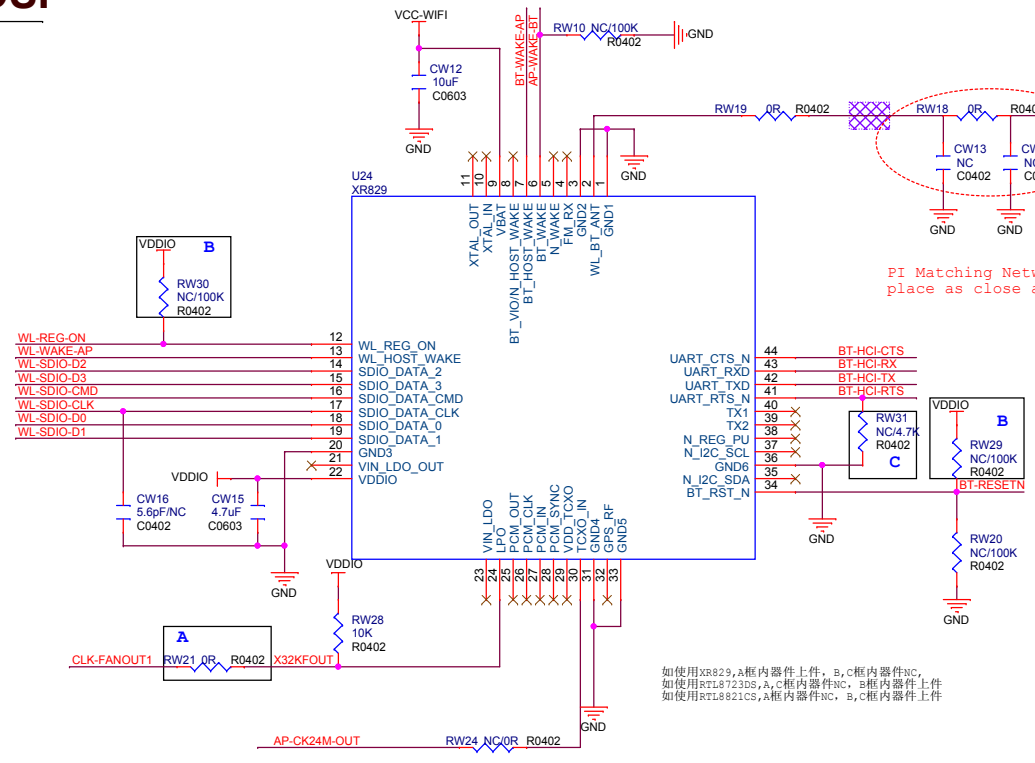 VCC-WIFI
CW12
10uF
C0603
GND
BT-WAKE-AP
AP-WAKE-BT
RW10 NC/100K
R0402
GND
RW19 0R R0402
RW18 0R
CW13
NC
C0402
GND
GND
GND
PI Matching
place as close
U24
XR829
11
10
9
8
7
6
5
4
3
2
1
XTAL_OUT
XTAL_IN
VBAT
BT_VIO/N_HOST_WAKE
BT_HOST_WAKE
BT_WAKE
N_WAKE
FM_RX
GND2
WL_BT_ANT
GND1
VDDIO
B
RW30
NC/100K
R0402
WL-REG-ON 12 WL_REG_ON
WL-WAKE-AP 13 WL_HOST_WAKE
WL-SDIO-D2 14 SDIO_DATA_2
WL-SDIO-D3 15 SDIO_DATA_3
WL-SDIO-CMD 16 SDIO_DATA_CMD
WL-SDIO-CLK 17 SDIO_DATA_CLK
WL-SDIO-D0 18 SDIO_DATA_0
WL-SDIO-D1 19 SDIO_DATA_1
20 GND3
21 VIN_LDO_OUT
VDDIO 22 VDDIO
CW16
5.6pF/NC
C0402
CW15
4.7uF
C0603
GND
UART_CTS_N 44 BT-HCI-CTS
UART_RXD 43 BT-HCI-RX
UART_TXD 42 BT-HCI-TX
UART_RTS_N 41 BT-HCI-RTS
TX1 40
TX2 39
N_REG_PU 38
N_I2C_SCL 37
GND6 36
N_I2C_SDA 35
BT_RST_N 34
RW31
NC/4.7K
R0402
C
GND
VDDIO
B
RW29
NC/100K
R0402
BT-RESETN
RW20
NC/100K
R0402
GND
VIN_LDO
LPO
PCM_OUT
PCM_CLK
PCM_IN
PCM_SYNC
VDD_TCXO
TCXO_IN
GND4
GPS_RF
GND5
23
24
25
26
27
28
29
30
31
32
33
VDDIO
RW28
10K
R0402
A
CLK-FANOUT1 RW21 0R R0402 X32KFOUT
GND
AP-CK24M-OUT RW24 NC/0R R0402
如使用XR829,A框内器件上件，B,C框内器件NC,
如使用RTL8723DS,A,C框内器件NC，B框内器件上件
如使用RTL8821CS,A框内器件NC，B,C框内器件上件